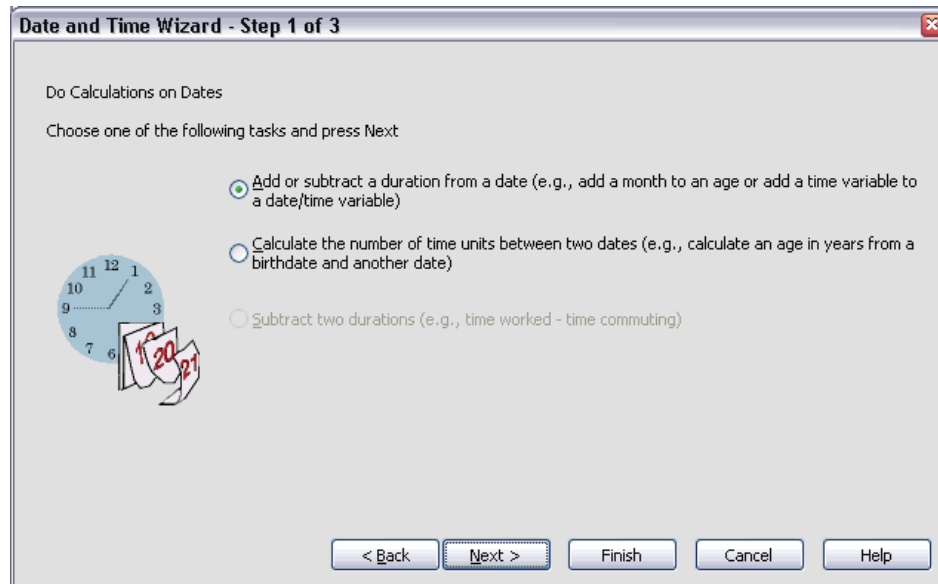 Date and Time Wizard - Step 1 of 3
Do Calculations on Dates
Choose one of the following tasks and press Next
Add or subtract a duration from a date (e.g., add a month to an age or add a time variable to
a date/time variable)
Calculate the number of time units between two dates (e.g., calculate an age in years from a
birthdate and another date)
Subtract two durations (e.g., time worked - time commuting)
11 12 1
10 2
9 3
8
7 6
20
21
< Back Next > Finish Cancel Help